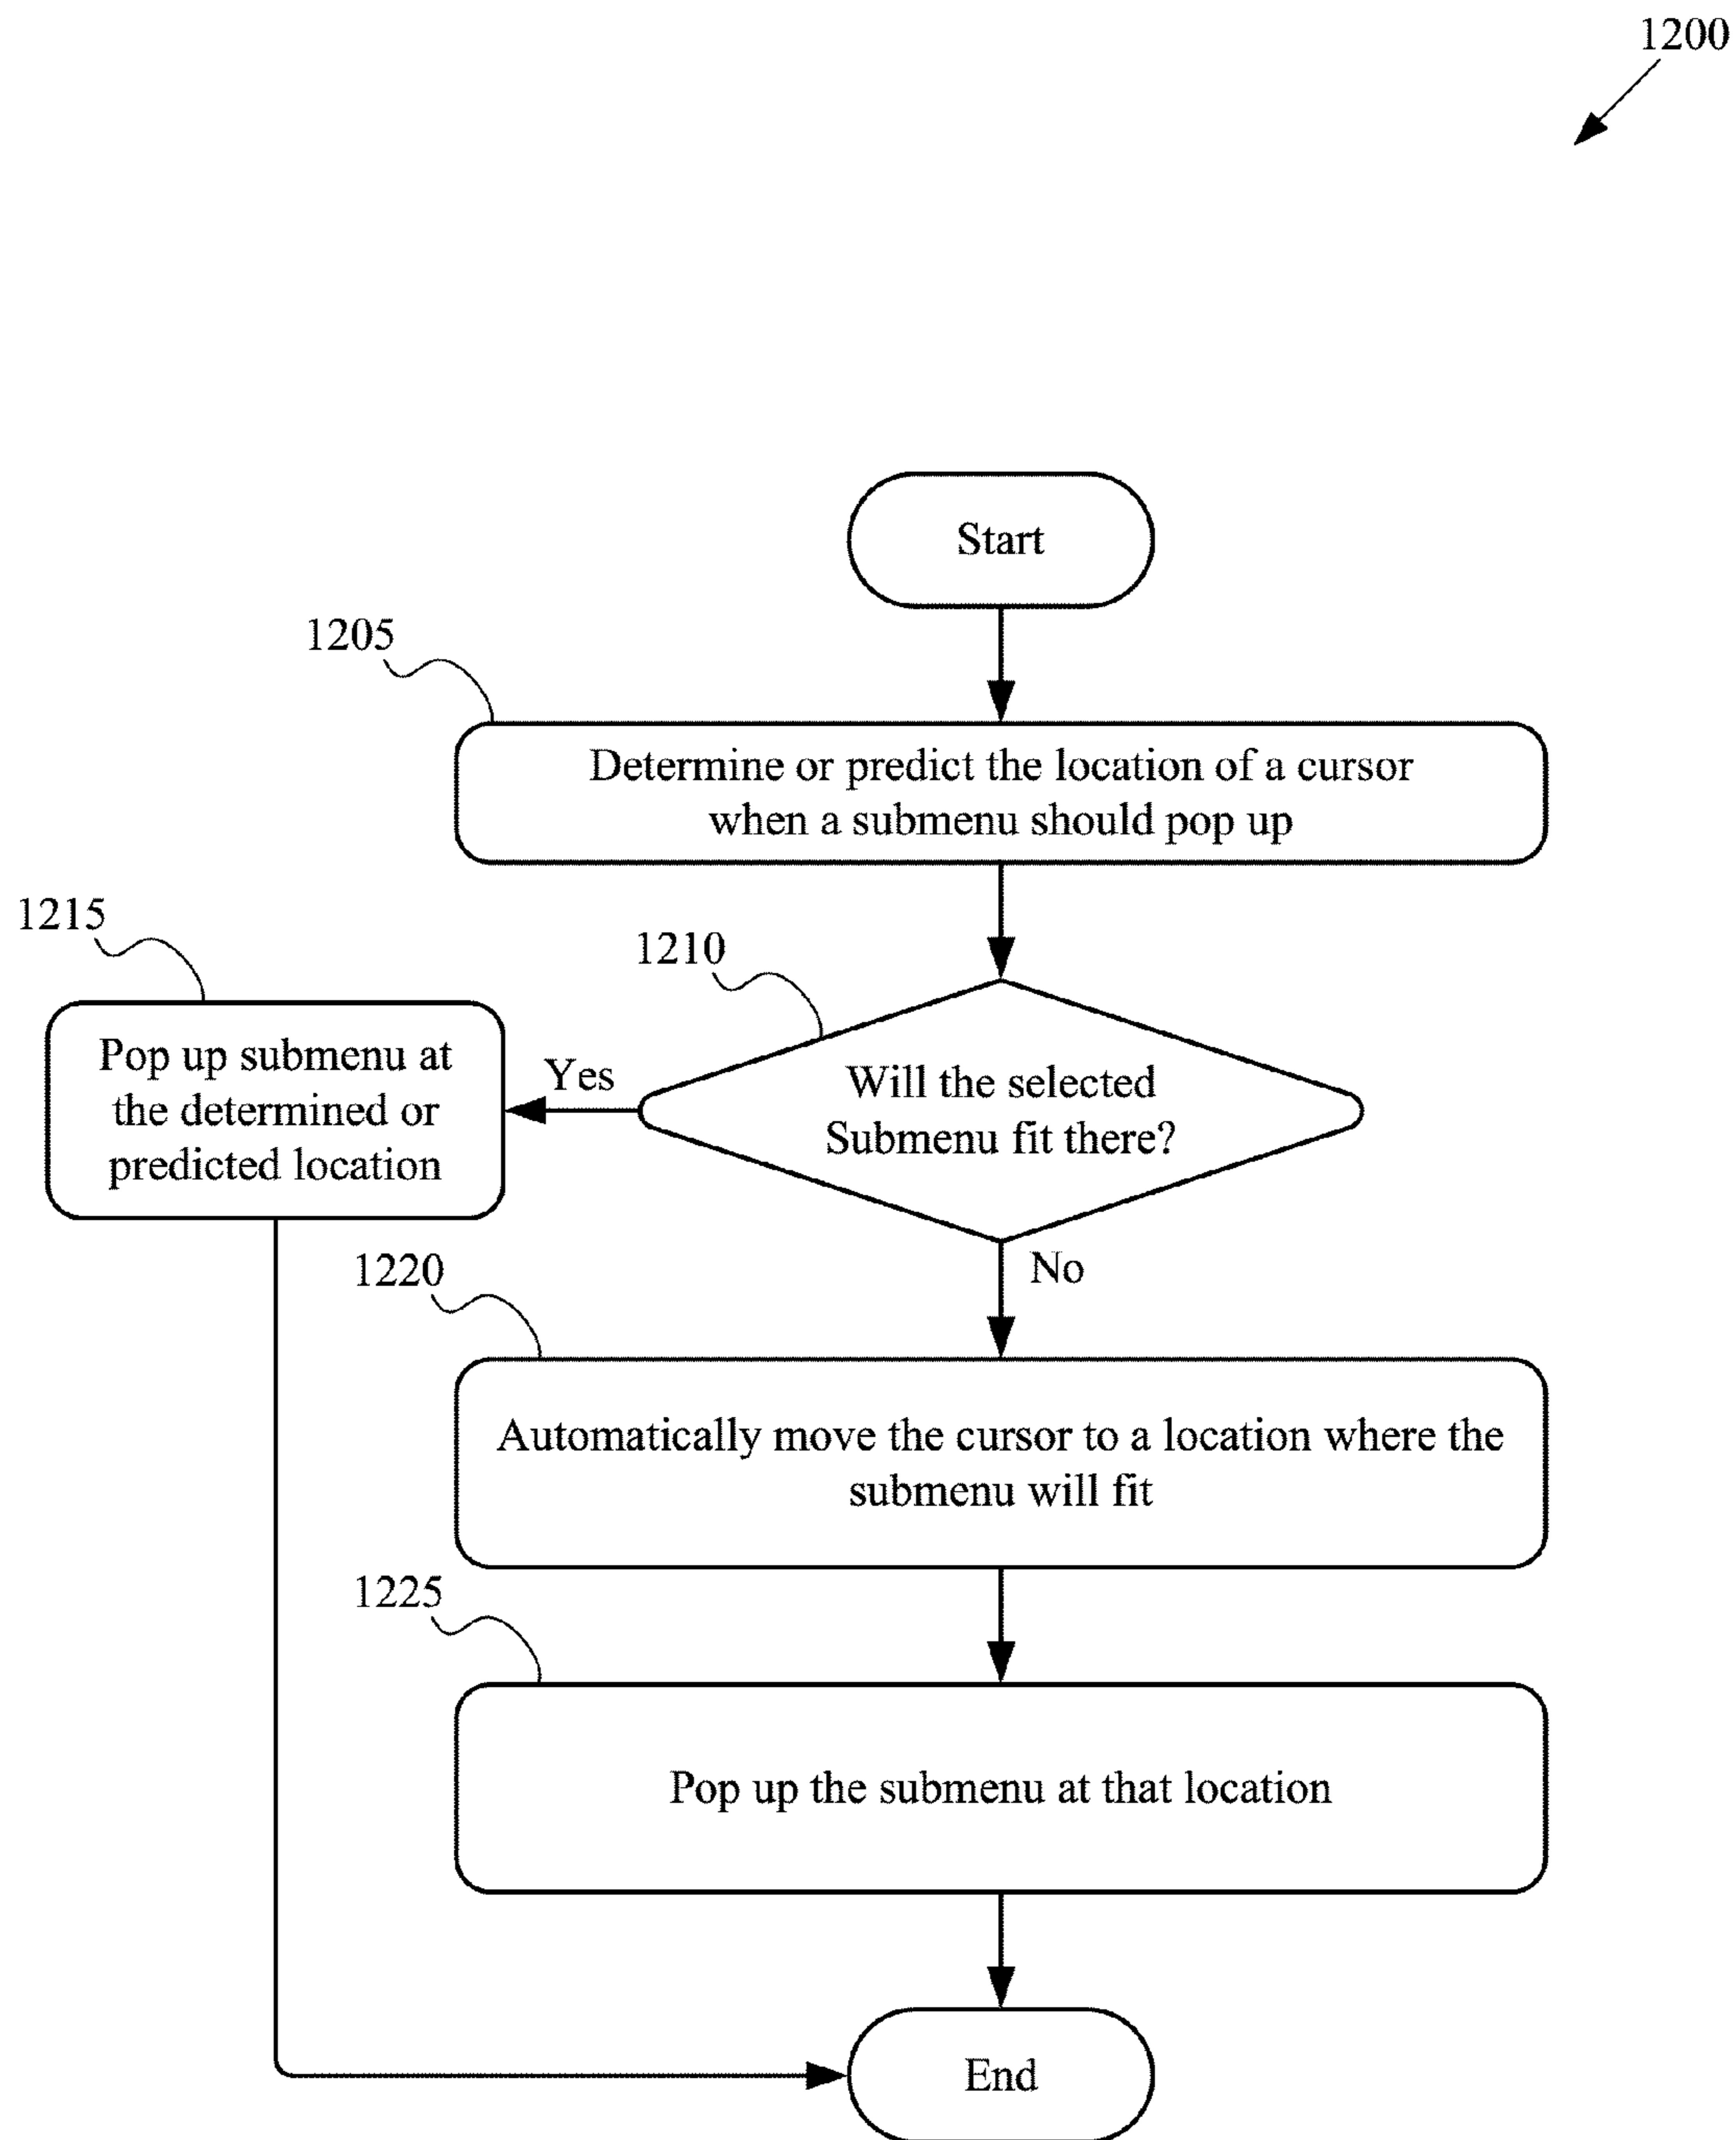 1200
Start
1205
Determine or predict the location of a cursor
when a submenu should pop up
1210
Will the selected
Submenu fit there?
Yes
1215
Pop up submenu at
the determined or
predicted location
No
1220
Automatically move the cursor to a location where the
submenu will fit
1225
Pop up the submenu at that location
End